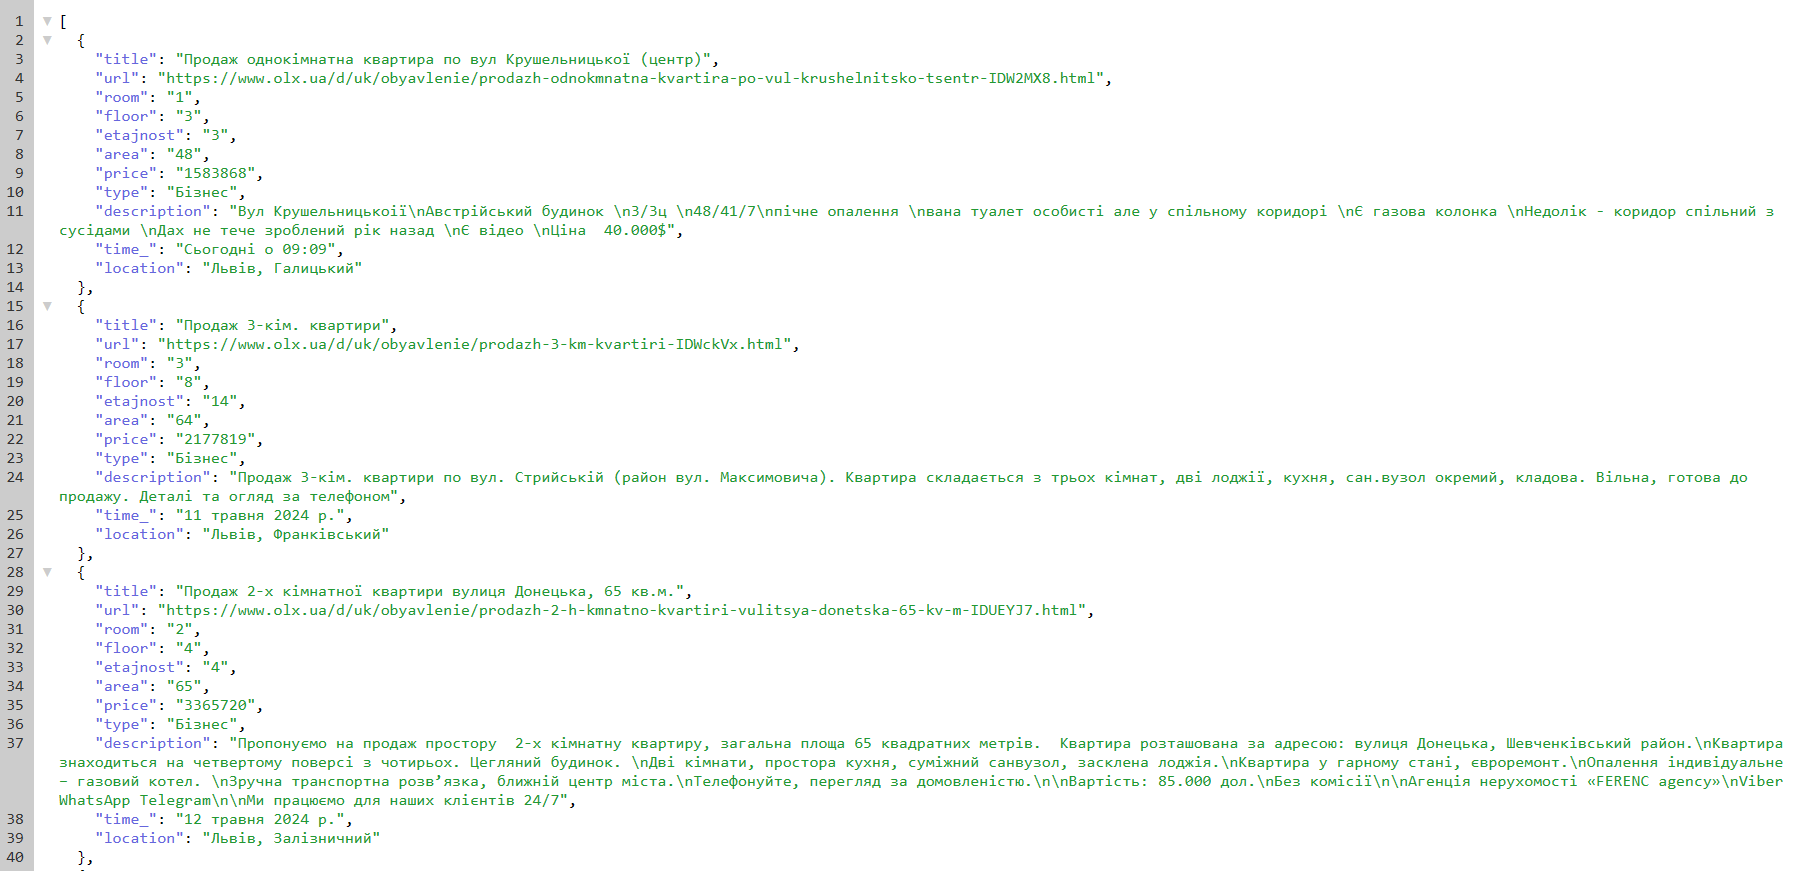 1 [
2 {
3 "title": "Продаж однокімнатна квартира по вул Крушельницької (центр)",
4 "url": "https://www.olx.ua/d/uk/obyavlenie/prodazh-odnokmnatna-kvartira-po-vul-krushelnitsko-tsentr-IDW2MX8.html",
5 "room": "1",
6 "floor": "3",
7 "etajnost": "3",
8 "area": "48",
9 "price": "1583868",
10 "type": "Бізнес",
11 "description": "Вул Крушельницькоії\nАвстрійський будинок \n3/3ц \n48/41/7\nпічне опалення \nвана туалет особисті але у спільному коридорі \nЄ газова колонка \nНедолік - коридор спільний з
сусідами \nДах не тече зроблений рік назад \nЄ відео \nЦіна  40.000$",
12 "time_": "Сьогодні о 09:09",
13 "location": "Львів, Галицький"
14 },
15 {
16 "title": "Продаж 3-кім. квартири",
17 "url": "https://www.olx.ua/d/uk/obyavlenie/prodazh-3-km-kvartiri-IDWckVx.html",
18 "room": "3",
19 "floor": "8",
20 "etajnost": "14",
21 "area": "64",
22 "price": "2177819",
23 "type": "Бізнес",
24 "description": "Продаж 3-кім. квартири по вул. Стрийській (район вул. Максимовича). Квартира складається з трьох кімнат, дві лоджії, кухня, сан.вузол окремий, кладова. Вільна, готова до
продажу. Деталі та огляд за телефоном",
25 "time_": "11 травня 2024 р.",
26 "location": "Львів, Франківський"
27 },
28 {
29 "title": "Продаж 2-х кімнатної квартири вулиця Донецька, 65 кв.м.",
30 "url": "https://www.olx.ua/d/uk/obyavlenie/prodazh-2-h-kmnatno-kvartiri-vulitsya-donetska-65-kv-m-IDUEYJ7.html",
31 "room": "2",
32 "floor": "4",
33 "etajnost": "4",
34 "area": "65",
35 "price": "3365720",
36 "type": "Бізнес",
37 "description": "Пропонуємо на продаж простору  2-х кімнатну квартиру, загальна площа 65 квадратних метрів.  Квартира розташована за адресою: вулиця Донецька, Шевченківський район.\nКвартира
знаходиться на четвертому поверсі з чотирьох. Цегляний будинок. \nДві кімнати, простора кухня, суміжний санвузол, засклена лоджія.\nКвартира у гарному стані, євроремонт.\nОпалення індивідуальне
– газовий котел. \nЗручна транспортна розв’язка, ближній центр міста.\nТелефонуйте, перегляд за домовленістю.\n\nВартість: 85.000 дол.\nБез комісії\n\nАгенція нерухомості «FERENC agency»\nViber
WhatsApp Telegram\n\nМи працюємо для наших клієнтів 24/7",
38 "time_": "12 травня 2024 р.",
39 "location": "Львів, Залізничний"
40 },